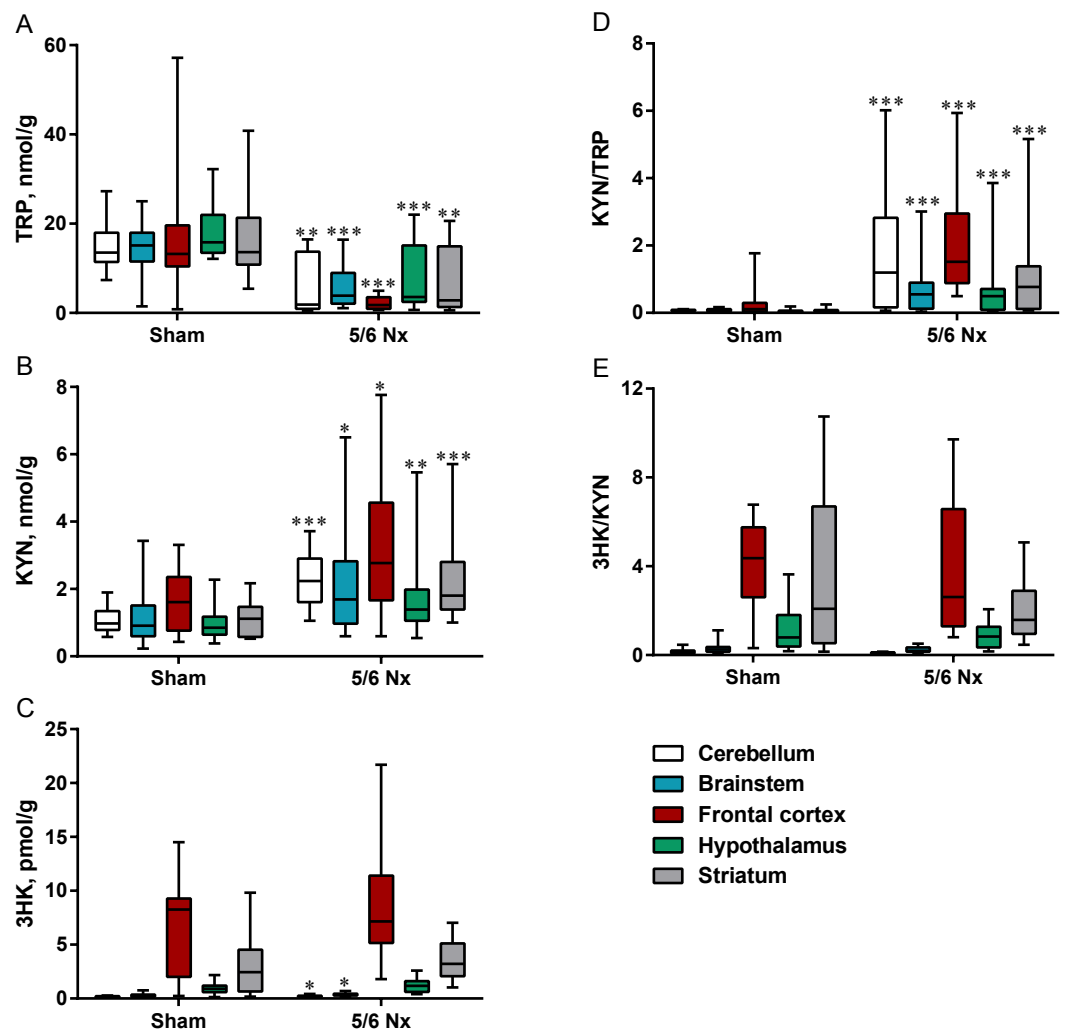 A
TRP, nmol/g
60
40
20
0
** *** *** *** **
Sham 5/6 Nx
B
KYN, nmol/g
8
6
4
2
0
*** * * ** ***
Sham 5/6 Nx
C
3HK, pmol/g
25
20
15
10
5
0
* *
Sham 5/6 Nx
D
KYN/TRP
8
6
4
2
0
*** *** *** *** ***
Sham 5/6 Nx
E
3HK/KYN
12
8
4
0
Sham 5/6 Nx
Cerebellum
Brainstem
Frontal cortex
Hypothalamus
Striatum